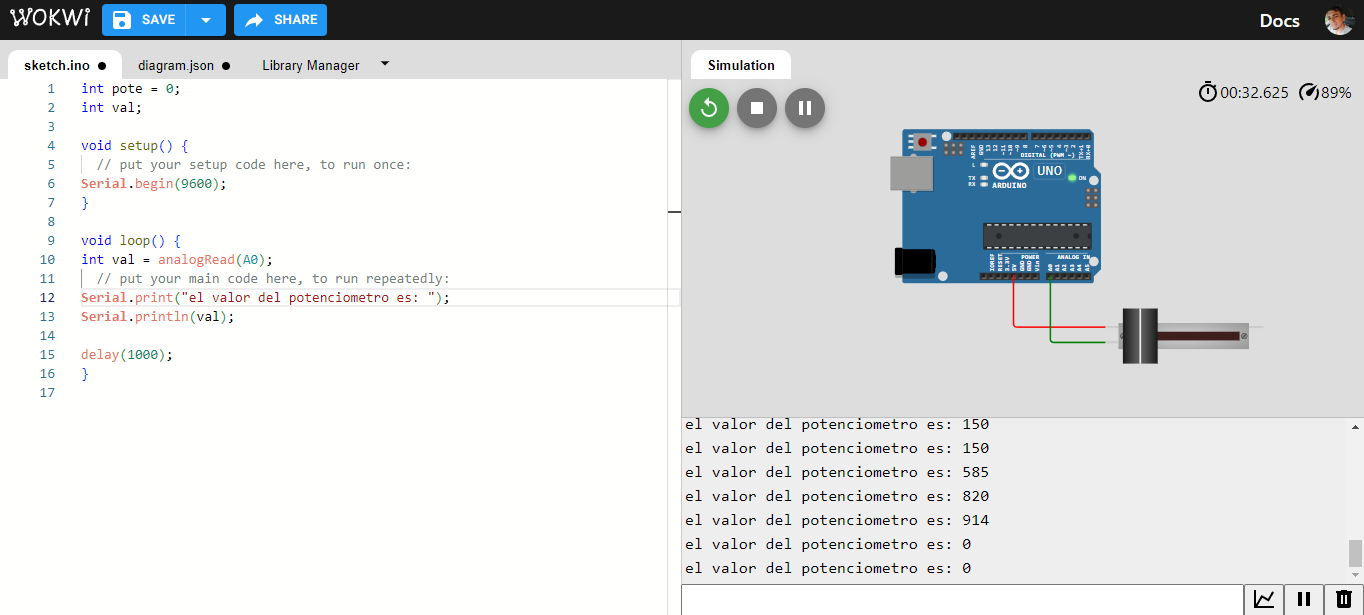 WOKWI SAVE SHARE Docs
sketch.ino ● diagram.json ● Library Manager
Simulation
1 int pote = 0;
2 int val;
3
4 void setup() {
5 // put your setup code here, to run once:
6 Serial.begin(9600);
7 }
8
9 void loop() {
10 int val = analogRead(A0);
11 // put your main code here, to run repeatedly:
12 Serial.print("el valor del potenciometro es: ");
13 Serial.println(val);
14
15 delay(1000);
16 }
17
00:32.625 89%
AREF GND 13 12 ~11 ~10 ~9 8 7 ~6 ~5 4 ~3 2 TX→1 RX←0
DIGITAL (PWM ~)
L
TX
RX
UNO
ON
ARDUINO
POWER ANALOG IN
IOREF RESET 3.3V 5V GND GND Vin A0 A1 A2 A3 A4 A5
el valor del potenciometro es: 150
el valor del potenciometro es: 150
el valor del potenciometro es: 585
el valor del potenciometro es: 820
el valor del potenciometro es: 914
el valor del potenciometro es: 0
el valor del potenciometro es: 0